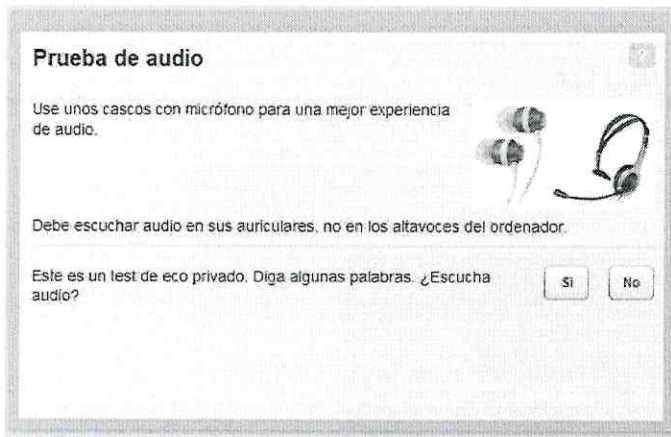 Prueba de audio
Use unos cascos con micrófono para una mejor experiencia
de audio.
Debe escuchar audio en sus auriculares, no en los altavoces del ordenador.
Este es un test de eco privado. Diga algunas palabras. ¿Escucha
audio?
Si
No